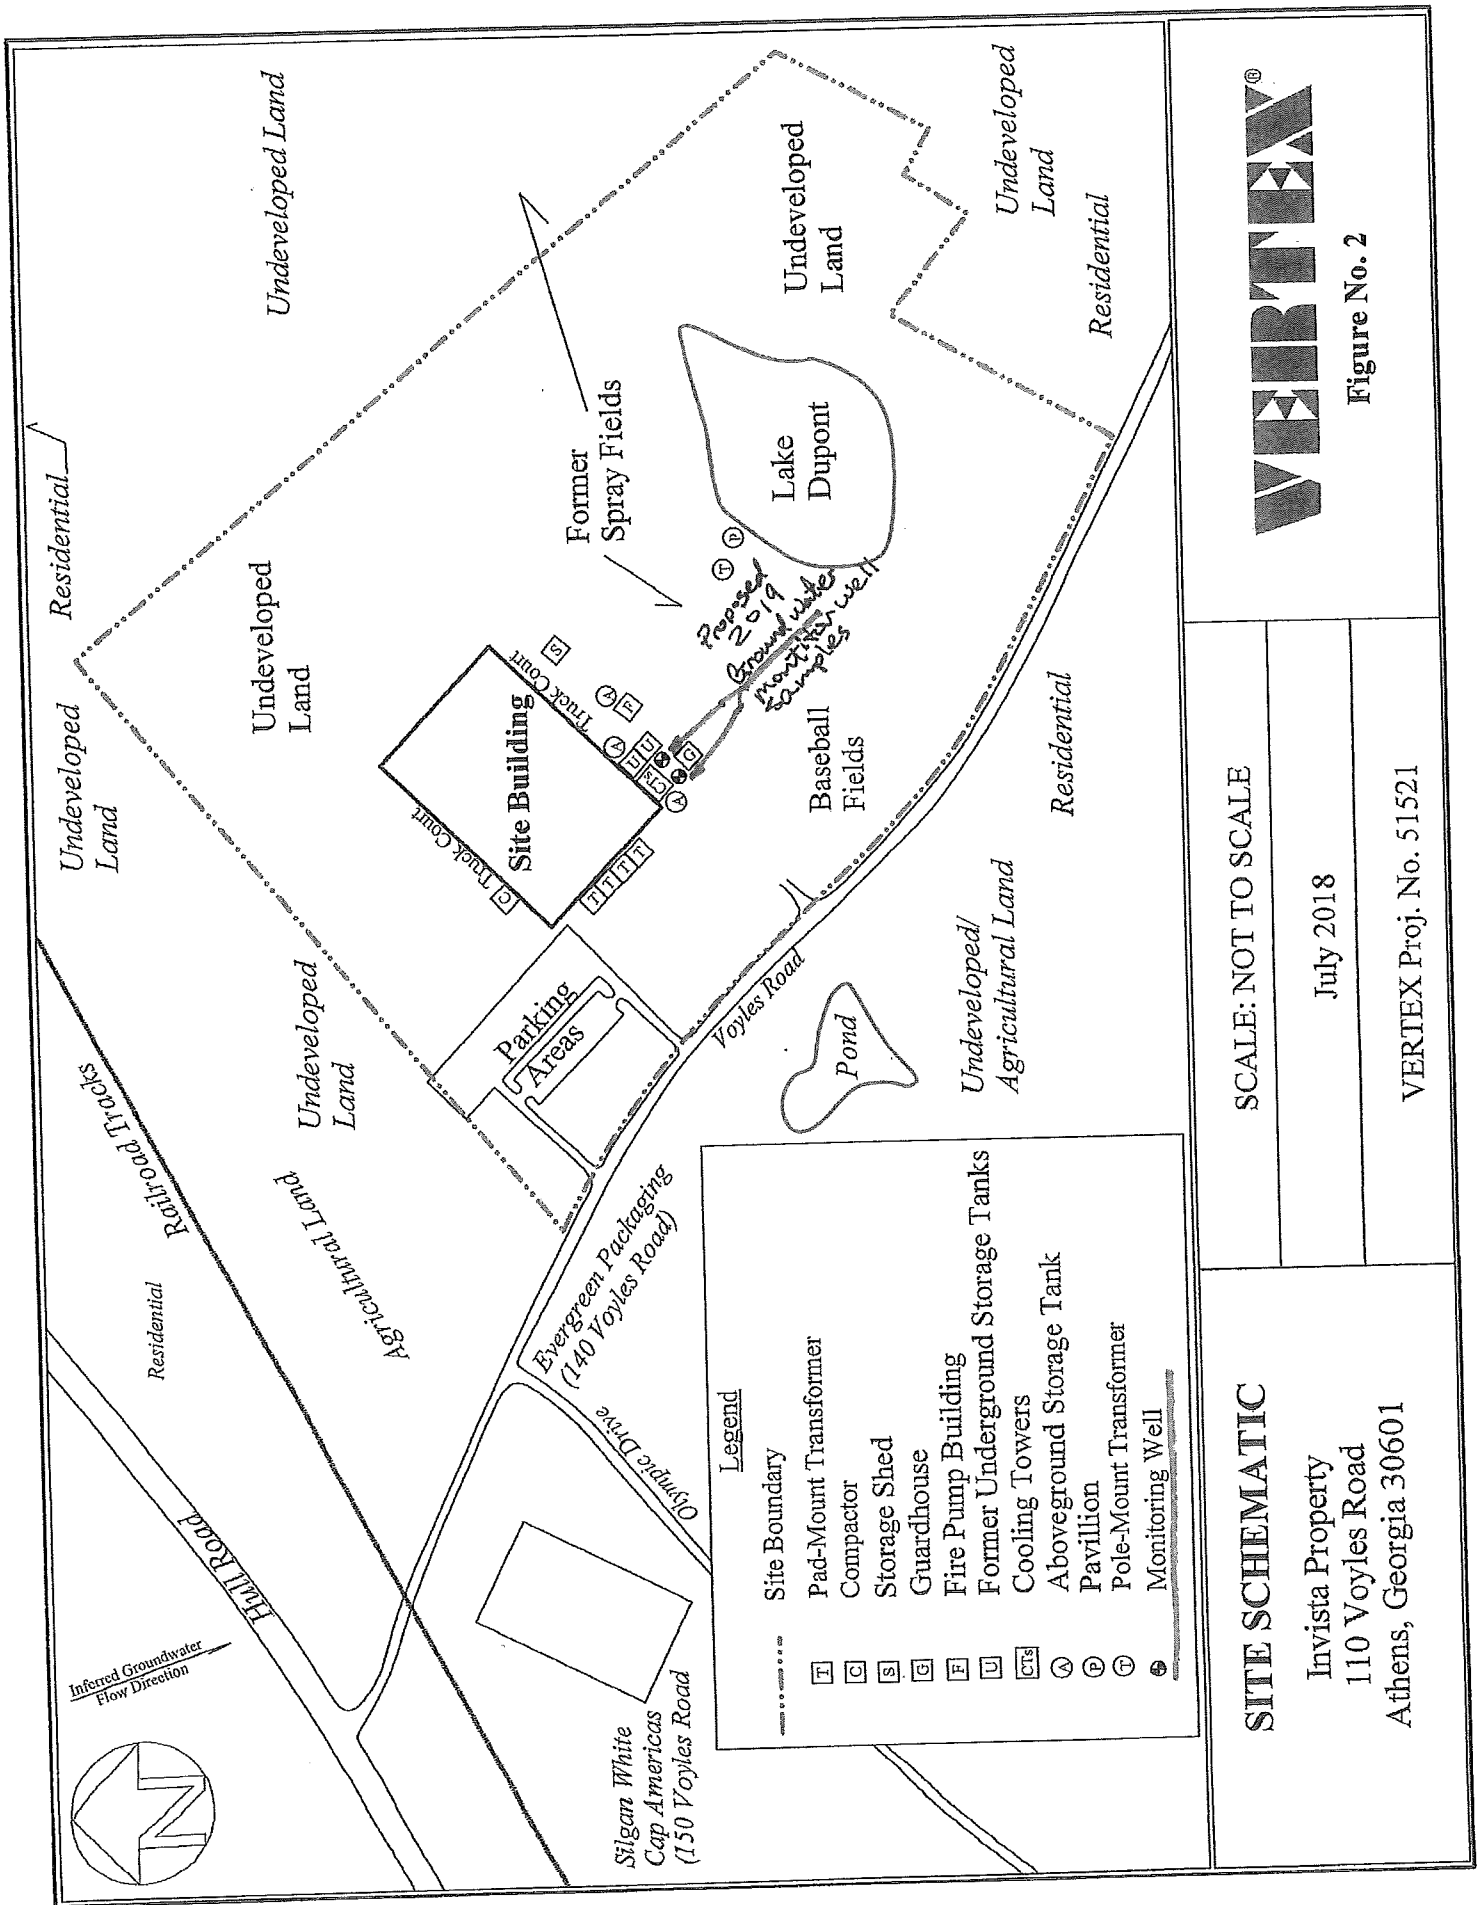 Undeveloped Land
Residential
Undeveloped
Land
Undeveloped
Land
Railroad Tracks
Undeveloped
Land
Agricultural Land
Residential
Hull Road
Inferred Groundwater
Flow Direction
N
Truck Court
C
Site Building
Truck Court
Truck Court
S
A
F
A
U
U
CTs
G
A
T
T
T
T
Parking
Areas
Former
Spray Fields
T
P
Proposed
2019
Ground water
monitor well
samples
Lake
Dupont
Undeveloped
Land
Undeveloped
Land
Residential
Baseball
Fields
Residential
Voyles Road
Undeveloped/
Agricultural Land
Pond
Evergreen Packaging
(140 Voyles Road)
Olympic Drive
Silgan White
Cap Americas
(150 Voyles Road
Legend
Site Boundary
T Pad-Mount Transformer
C Compactor
S Storage Shed
G Guardhouse
F Fire Pump Building
U Former Underground Storage Tanks
CTs Cooling Towers
A Aboveground Storage Tank
P Pavillion
T Pole-Mount Transformer
Monitoring Well
SITE SCHEMATIC
Invista Property
110 Voyles Road
Athens, Georgia 30601
SCALE: NOT TO SCALE
July 2018
VERTEX Proj. No. 51521
VERTEX®
Figure No. 2